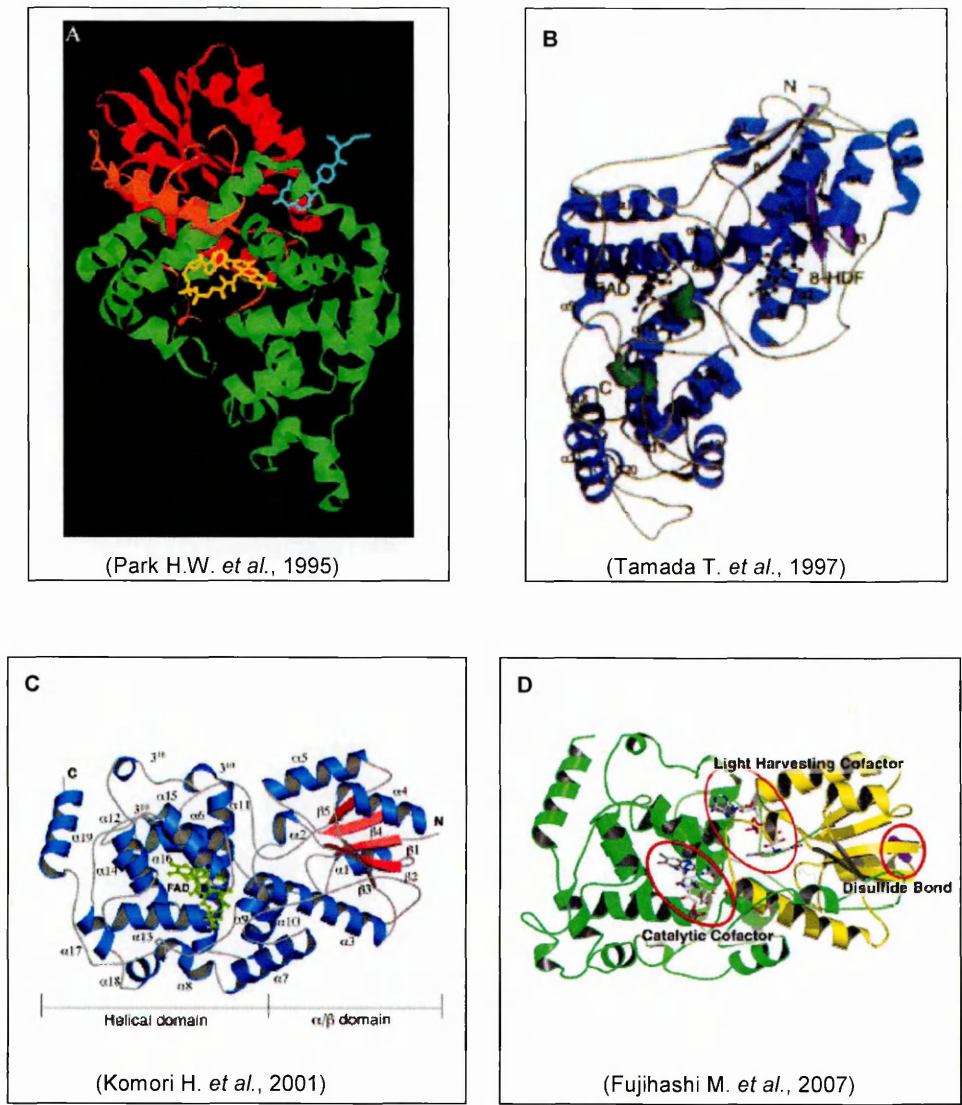 A
(Park H.W. et al., 1995)
B
N
8-HDF
FAD
C
(Tamada T. et al., 1997)
C
C
3¹⁰
3¹⁰
α5
α15
α11
α4
α12
3¹⁰
α6
β5
N
α19
α2
β4
α16
β1
α14
α1
FAD
β3
β2
α9
α10
α13
α3
α17
α18
α8
α7
Helical domain
α/β domain
(Komori H. et al., 2001)
D
Light Harvesting Cofactor
Disulfide Bond
Catalytic Cofactor
(Fujihashi M. et al., 2007)